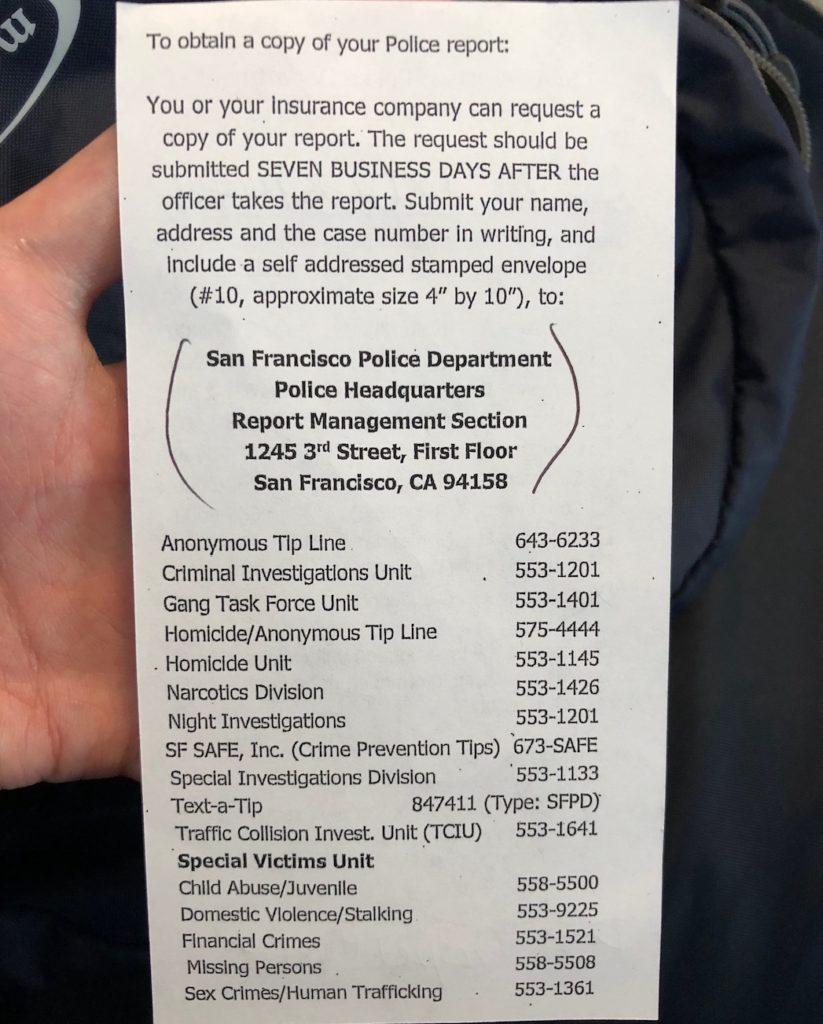 m
To obtain a copy of your Police report:
You or your insurance company can request a
copy of your report. The request should be
submitted SEVEN BUSINESS DAYS AFTER the
officer takes the report. Submit your name,
address and the case number in writing, and
include a self addressed stamped envelope
(#10, approximate size 4” by 10”), to:
San Francisco Police Department
Police Headquarters
Report Management Section
1245 3rd Street, First Floor
San Francisco, CA 94158
Anonymous Tip Line 643-6233
Criminal Investigations Unit 553-1201
Gang Task Force Unit 553-1401
Homicide/Anonymous Tip Line 575-4444
Homicide Unit 553-1145
Narcotics Division 553-1426
Night Investigations 553-1201
SF SAFE, Inc. (Crime Prevention Tips) 673-SAFE
Special Investigations Division 553-1133
Text-a-Tip 847411 (Type: SFPD)
Traffic Collision Invest. Unit (TCIU) 553-1641
Special Victims Unit
Child Abuse/Juvenile 558-5500
Domestic Violence/Stalking 553-9225
Financial Crimes 553-1521
Missing Persons 558-5508
Sex Crimes/Human Trafficking 553-1361